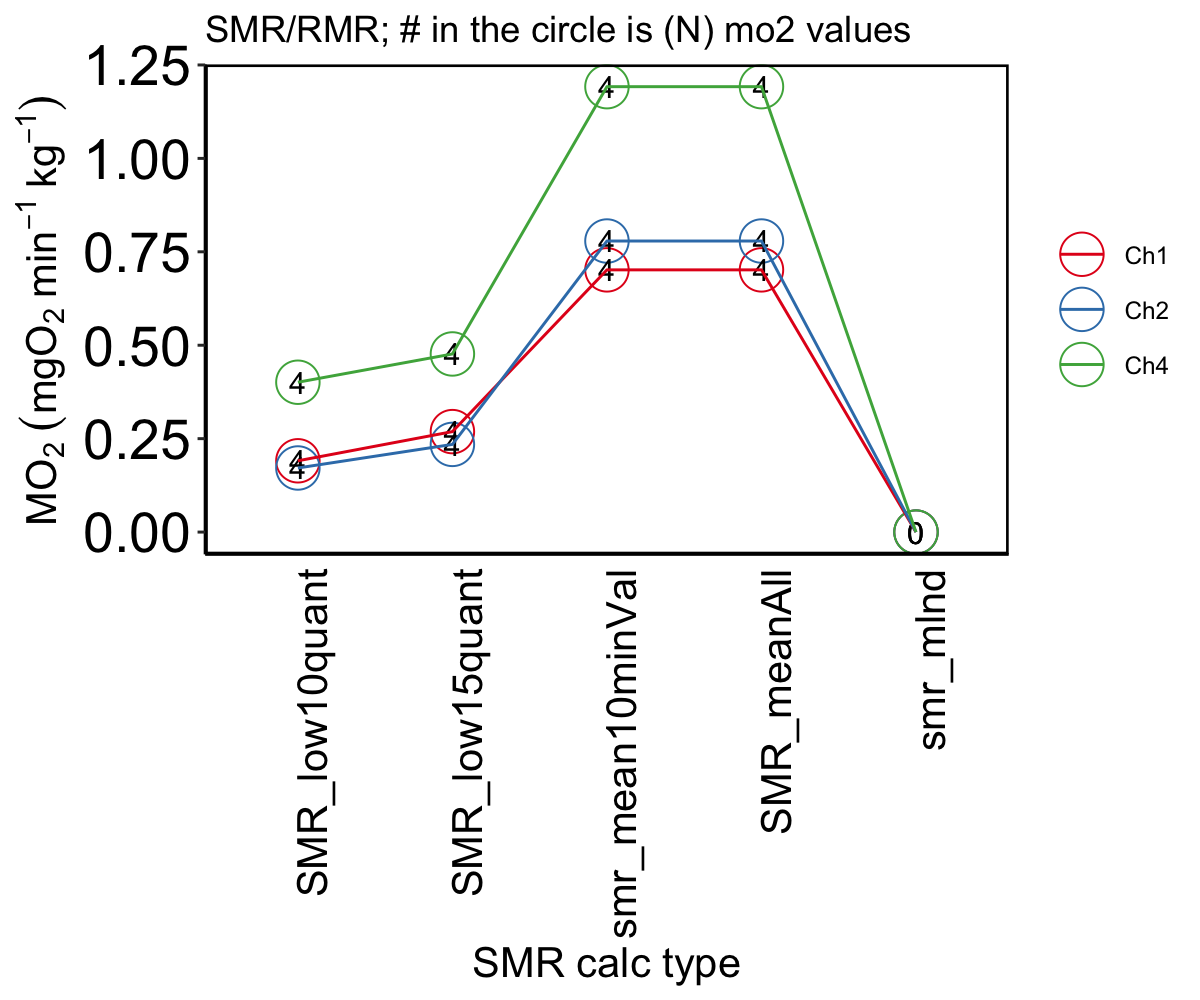 SMR/RMR; # in the circle is (N) mo2 values
MO₂ (mgO₂ min⁻¹ kg⁻¹)
1.25
1.00
0.75
0.50
0.25
0.00
4
4
4
4
4
4
4
4
4
4
4
4
0
Ch1
Ch2
Ch4
SMR_low10quant
SMR_low15quant
smr_mean10minVal
SMR_meanAll
smr_mlnd
SMR calc type